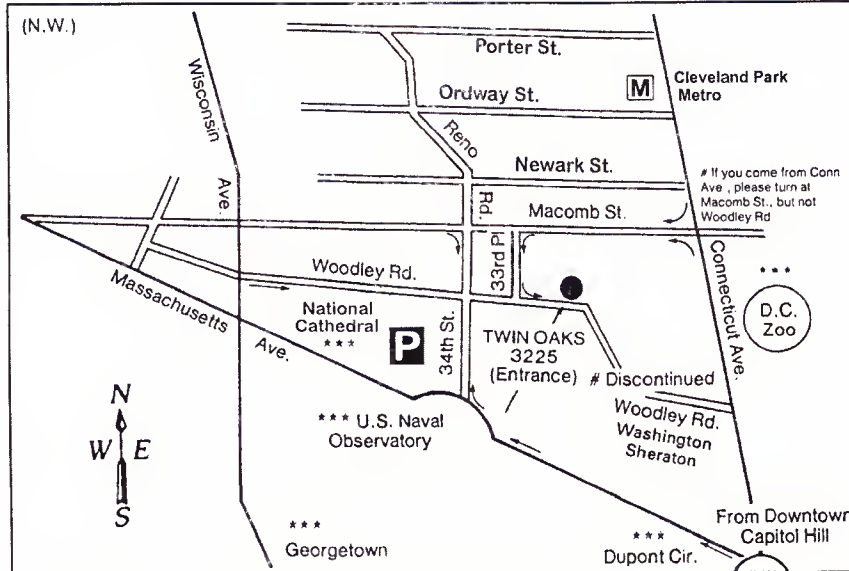 (N.W.)
Porter St.
Wisconsin
Ave.
Ordway St.
M
Cleveland Park
Metro
Reno
Rd.
Newark St.
# If you come from Conn
Ave , please turn at
Macomb St., but not
Woodley Rd
Macomb St.
33rd Pl
Woodley Rd.
Connecticut Ave.
* * *
D.C.
Zoo
Massachusetts
Ave.
National
Cathedral
* * *
P
34th St.
TWIN OAKS
3225
(Entrance)
# Discontinued
Woodley Rd.
Washington
Sheraton
* * * U.S. Naval
Observatory
N
W E
S
* * *
Georgetown
* * *
Dupont Cir.
From Downtown
Capitol Hill